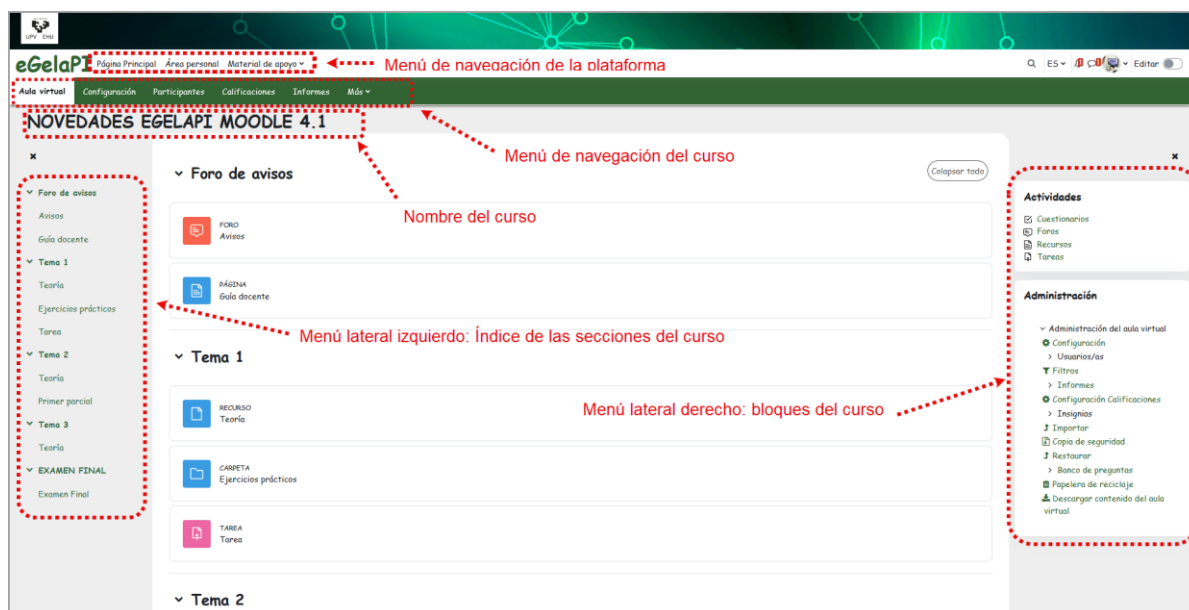 UPV EHU
eGelaPI Página Principal Área personal Material de apoyo Menú de navegación de la plataforma ES Editar
Aula virtual Configuración Participantes Calificaciones Informes Más
NOVEDADES EGELAPI MOODLE 4.1
Menú de navegación del curso
Nombre del curso
Foro de avisos
Avisos
Guía docente
Tema 1
Teoría
Ejercicios prácticos
Tarea
Tema 2
Teoría
Primer parcial
Tema 3
Teoría
EXAMEN FINAL
Examen Final
Menú lateral izquierdo: Índice de las secciones del curso
Foro de avisos
Colapsar todo
FORO
Avisos
PÁGINA
Guía docente
Tema 1
RECURSO
Teoría
CARPETA
Ejercicios prácticos
TAREA
Tarea
Tema 2
Menú lateral derecho: bloques del curso
Actividades
Cuestionarios
Foros
Recursos
Tareas
Administración
Administración del aula virtual
Configuración
Usuarios/as
Filtros
Informes
Configuración Calificaciones
Insignias
Importar
Copia de seguridad
Restaurar
Banco de preguntas
Papelera de reciclaje
Descargar contenido del aula
virtual